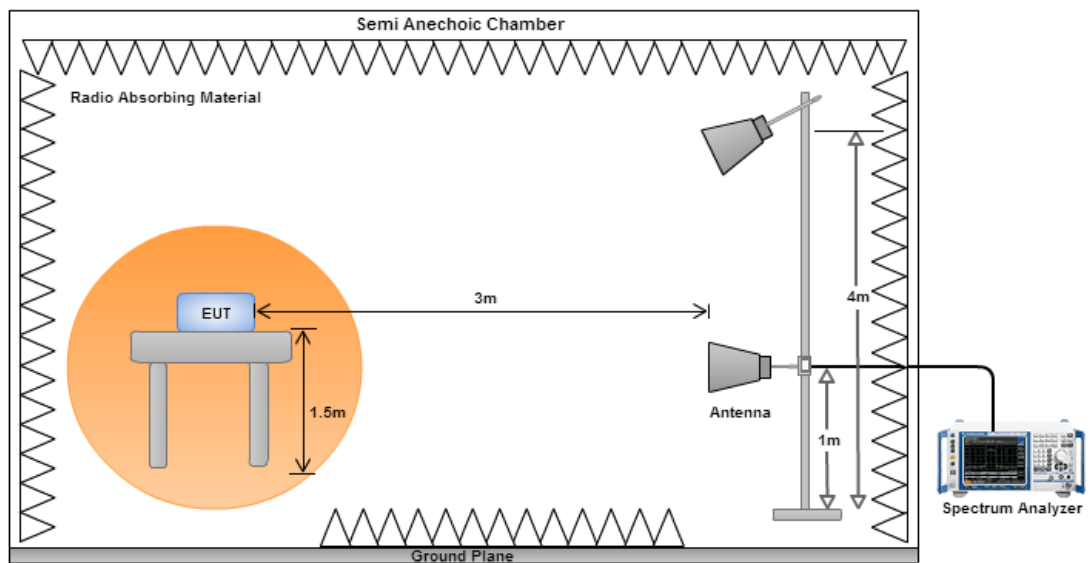 Semi Anechoic Chamber
Radio Absorbing Material
EUT
3m
4m
1.5m
Antenna
1m
Spectrum Analyzer
Ground Plane